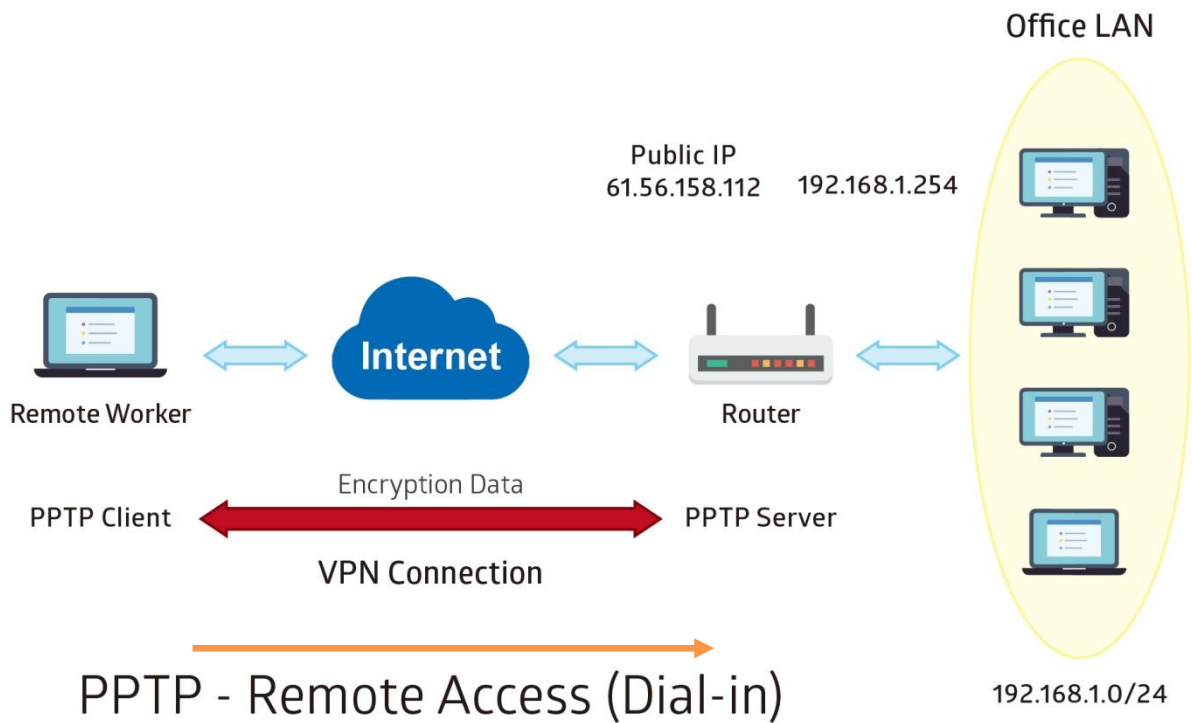 Office LAN
Public IP
61.56.158.112
192.168.1.254
Internet
Remote Worker
Router
Encryption Data
PPTP Client
PPTP Server
VPN Connection
PPTP - Remote Access (Dial-in)
192.168.1.0/24